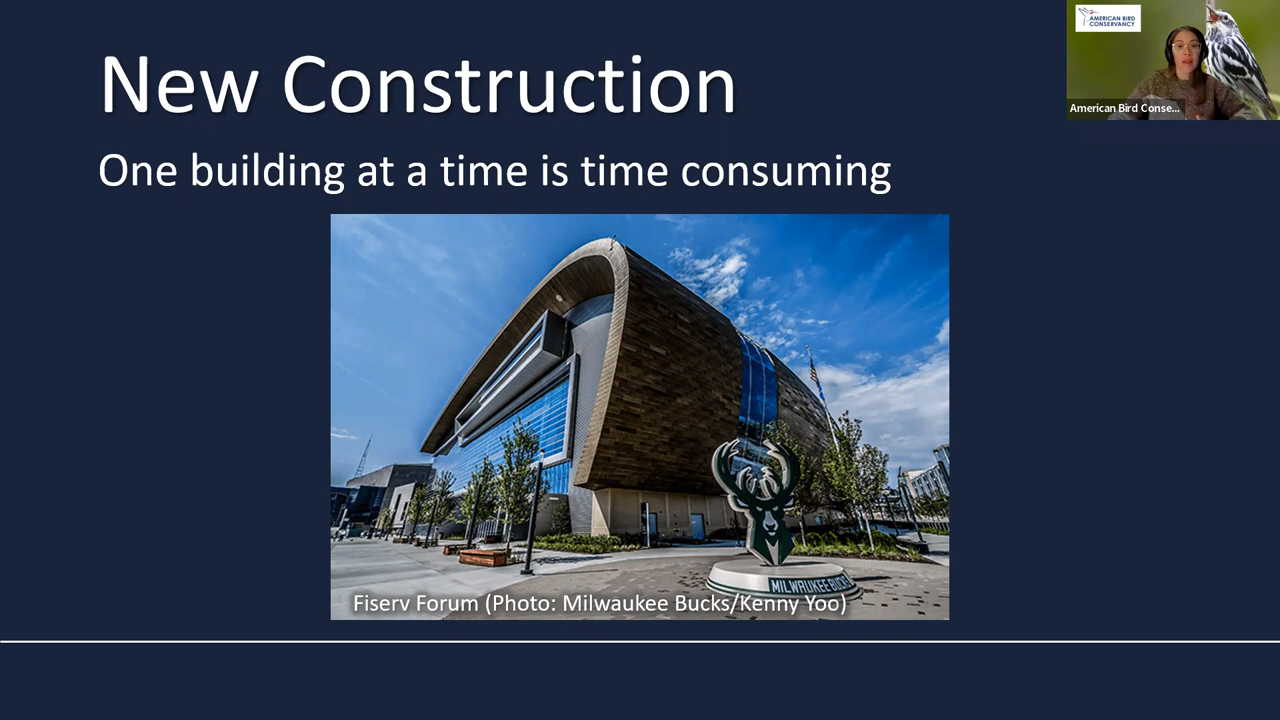 New Construction
One building at a time is time consuming
AMERICAN BIRD
CONSERVANCY
American Bird Conse...
MILWAUKEE BUCKS
Fiserv Forum (Photo: Milwaukee Bucks/Kenny Yoo)